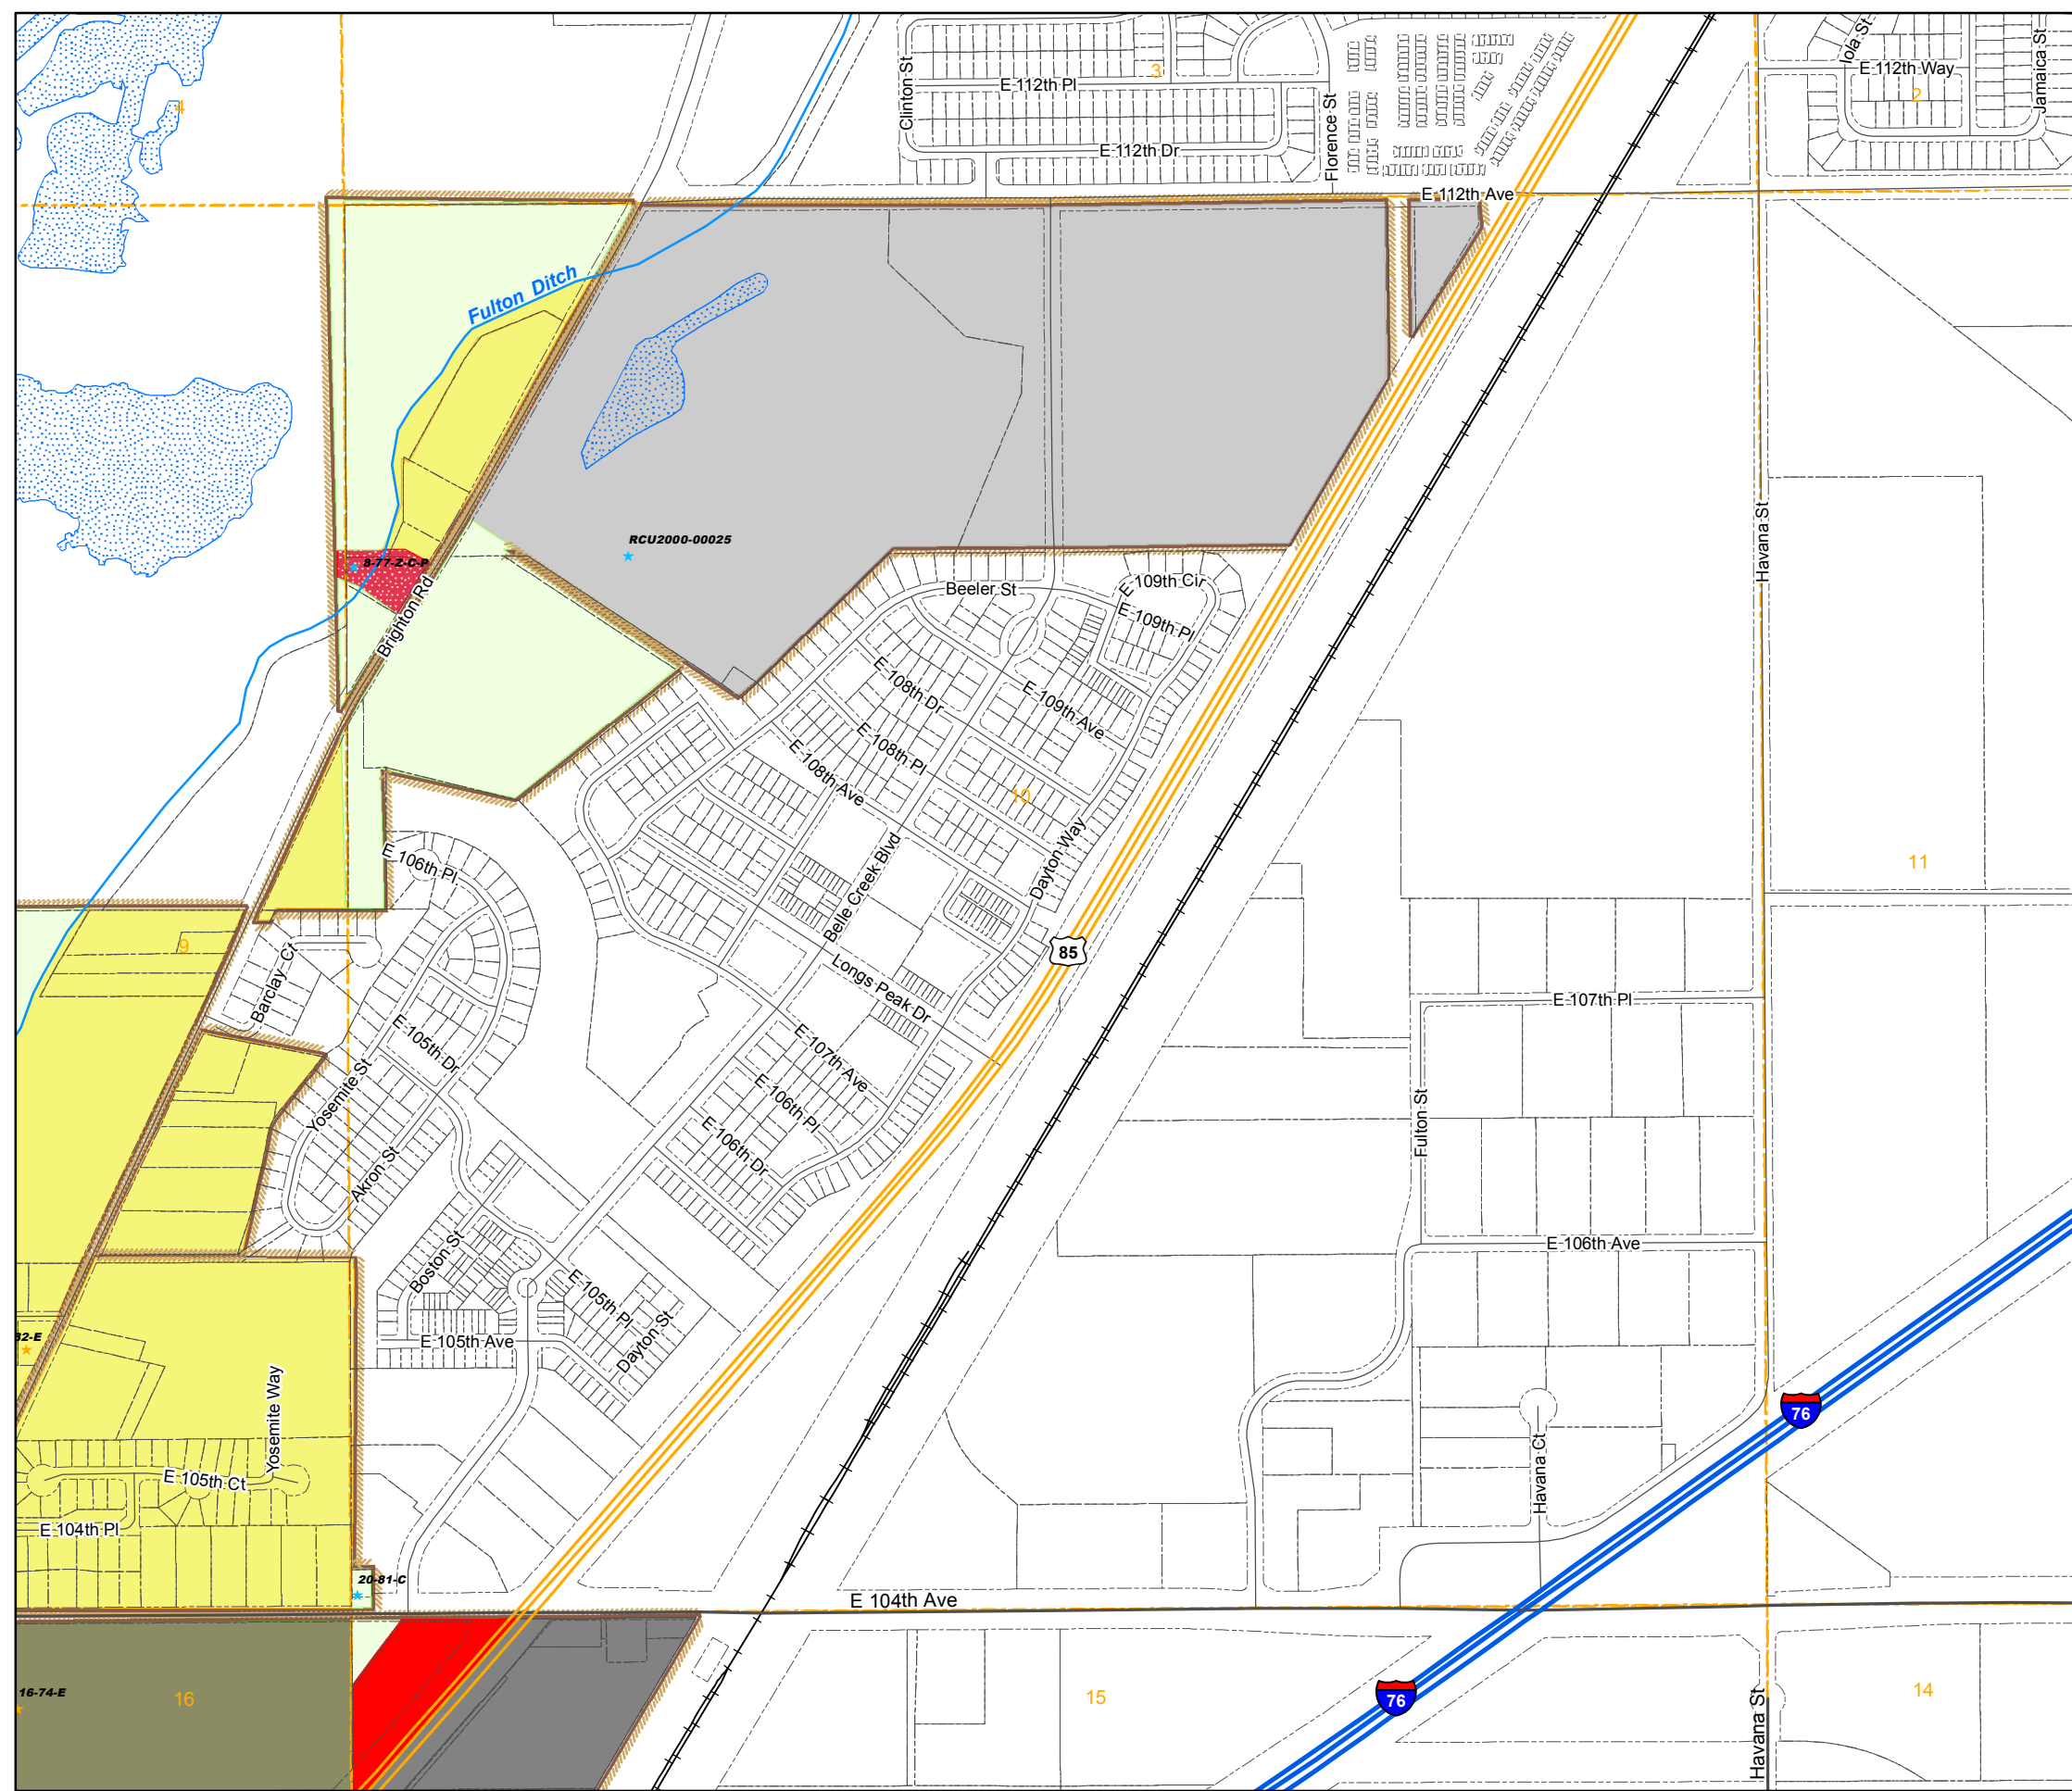 Clinton St
E 112th Pl
3
E 112th Dr
Florence St
Iola St
E 112th Way
2
Jamaica St
4
E 112th Ave
Fulton Ditch
RCU2000-00025
8-77-Z-C-P
Brighton Rd
Havana St
Beeler St
E 109th Cir
E 109th Pl
E 108th Dr
E 109th Ave
E 108th Pl
E 108th Ave
10
Dayton Way
Belle Creek Blvd
E 106th Pl
11
9
Barclay Ct
85
Longs Peak Dr
E 107th Pl
E 105th Dr
E 107th Ave
Yosemite St
E 106th Pl
E 106th Dr
Akron St
Fulton St
Boston St
E 106th Ave
E 105th Pl
Dayton St
E 105th Ave
32-E
Yosemite Way
76
E 105th Ct
Havana Ct
E 104th Pl
20-81-C
E 104th Ave
16-74-E
16
15
76
14
Havana St